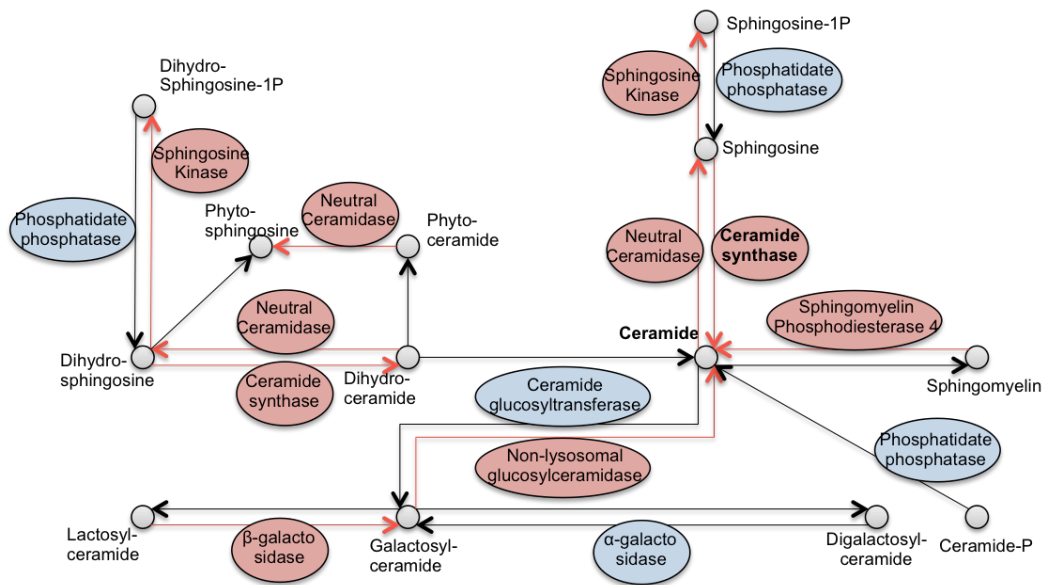 Sphingosine-1P
Dihydro-
Sphingosine-1P
Sphingosine
Kinase
Phosphatidate
phosphatase
Sphingosine
Sphingosine
Kinase
Phosphatidate
phosphatase
Phyto-
sphingosine
Neutral
Ceramidase
Phyto-
ceramide
Neutral
Ceramidase
Ceramide
synthase
Neutral
Ceramidase
Sphingomyelin
Phosphodiesterase 4
Ceramide
Dihydro-
sphingosine
Ceramide
synthase
Dihydro-
ceramide
Ceramide
glucosyltransferase
Sphingomyelin
Phosphatidate
phosphatase
Non-lysosomal
glucosylceramidase
Lactosyl-
ceramide
β-galacto
sidase
Galactosyl-
ceramide
α-galacto
sidase
Digalactosyl-
ceramide
Ceramide-P